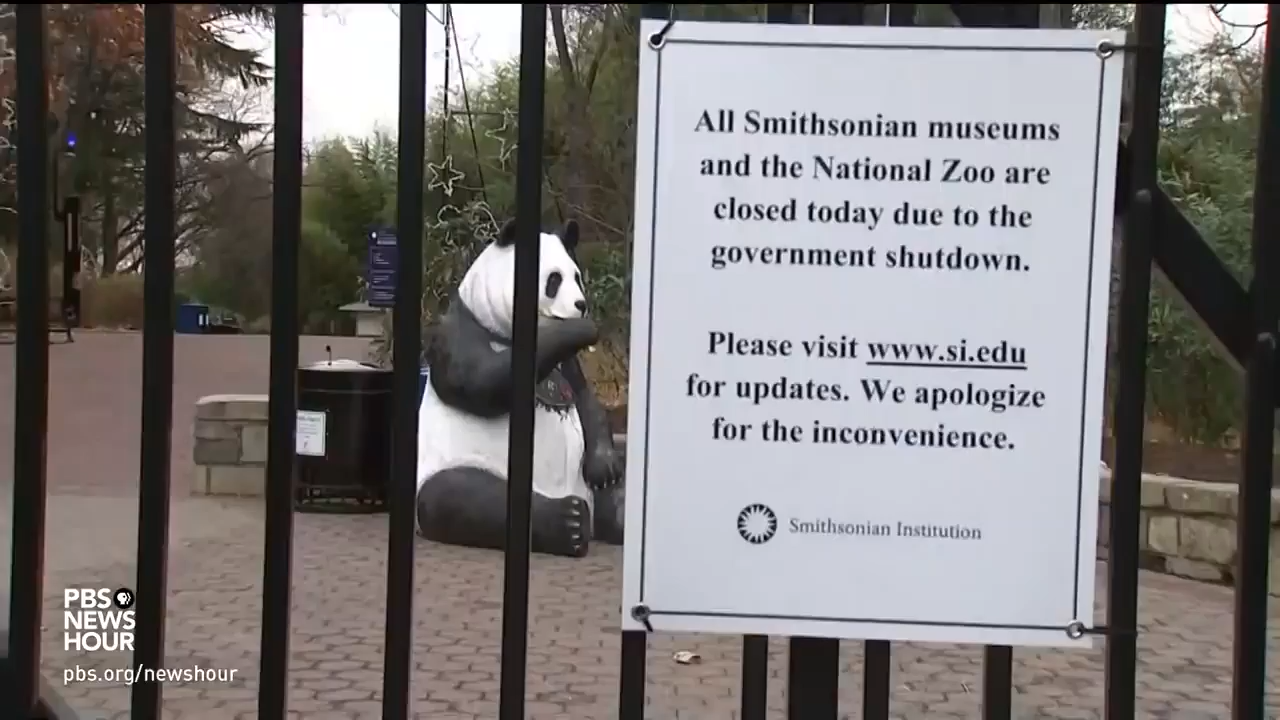 All Smithsonian museums
and the National Zoo are
closed today due to the
government shutdown.
Please visit www.si.edu
for updates. We apologize
for the inconvenience.
Smithsonian Institution
PBS
NEWS
HOUR
pbs.org/newshour